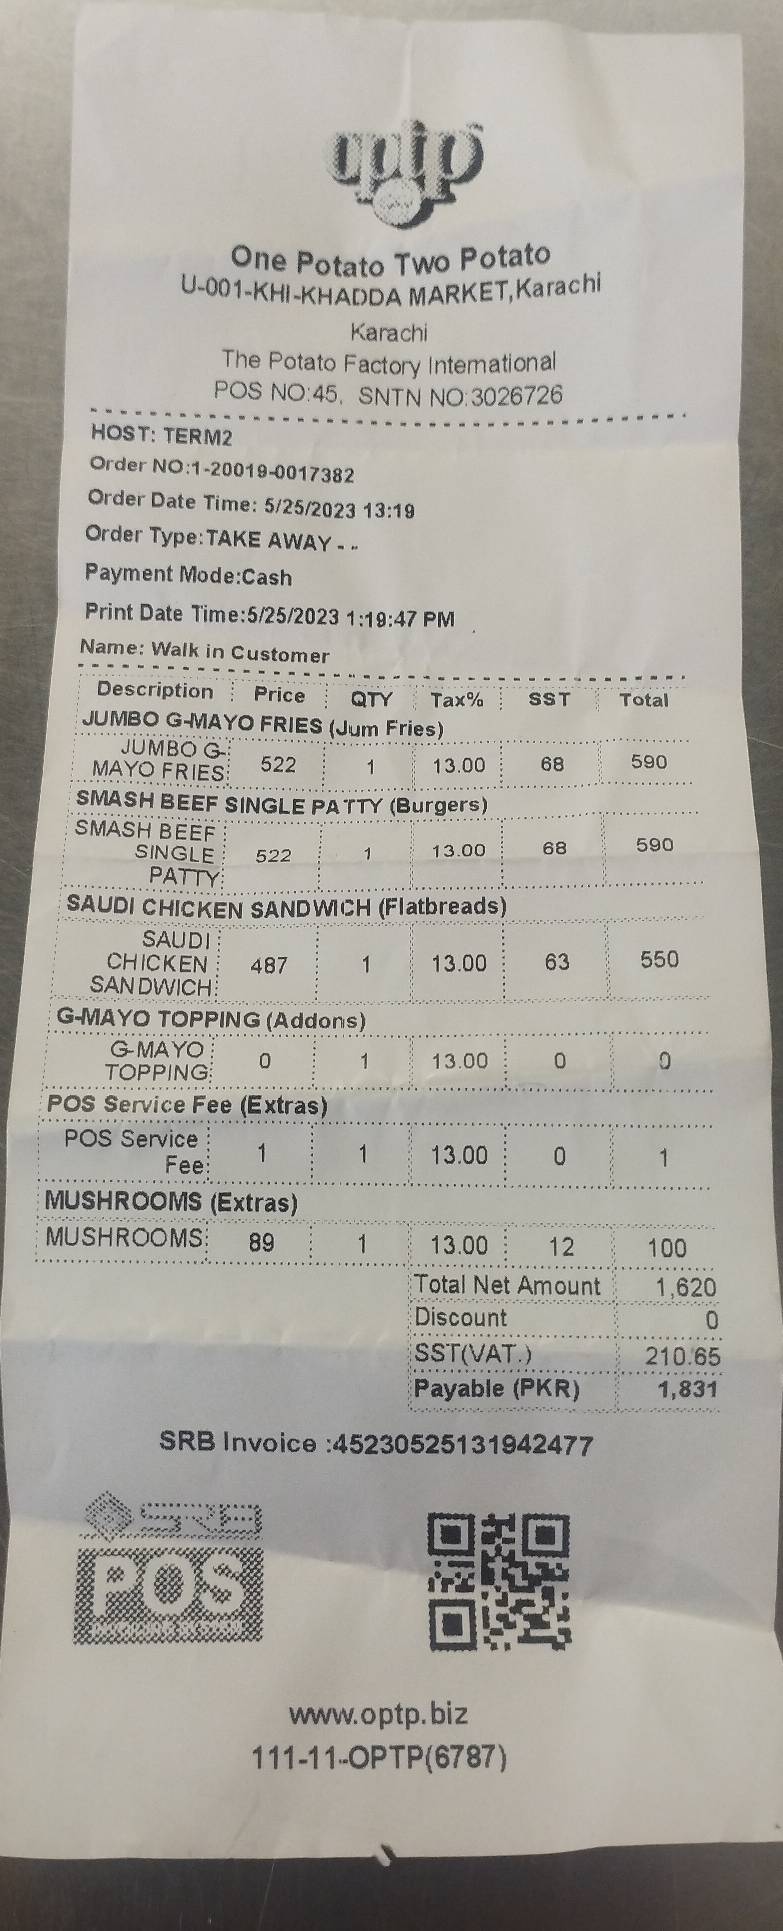 optp
One Potato Two Potato
U-001-KHI-KHADDA MARKET,Karachi
Karachi
The Potato Factory International
POS NO:45, SNTN NO:3026726
HOST: TERM2
Order NO:1-20019-0017382
Order Date Time: 5/25/2023 13:19
Order Type:TAKE AWAY - -
Payment Mode:Cash
Print Date Time:5/25/2023 1:19:47 PM
Name: Walk in Customer
Description Price QTY Tax% SST Total
JUMBO G-MAYO FRIES (Jum Fries)
JUMBO G-
MAYO FRIES 522 1 13.00 68 590
SMASH BEEF SINGLE PATTY (Burgers)
SMASH BEEF
SINGLE 522 1 13.00 68 590
PATTY
SAUDI CHICKEN SANDWICH (Flatbreads)
SAUDI
CHICKEN 487 1 13.00 63 550
SANDWICH
G-MAYO TOPPING (Addons)
G-MAYO
TOPPING 0 1 13.00 0 0
POS Service Fee (Extras)
POS Service
Fee 1 1 13.00 0 1
MUSHROOMS (Extras)
MUSHROOMS 89 1 13.00 12 100
Total Net Amount 1,620
Discount 0
SST(VAT.) 210.65
Payable (PKR) 1,831
SRB Invoice :45230525131942477
SRB
POS
www.optp.biz
111-11-OPTP(6787)